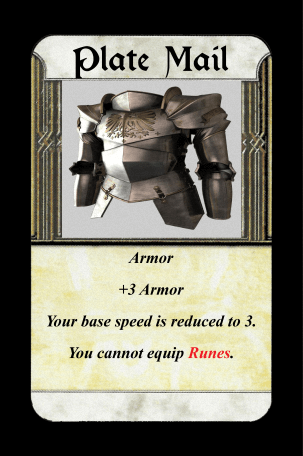 Plate Mail
Armor
+3 Armor
Your base speed is reduced to 3.
You cannot equip Runes.